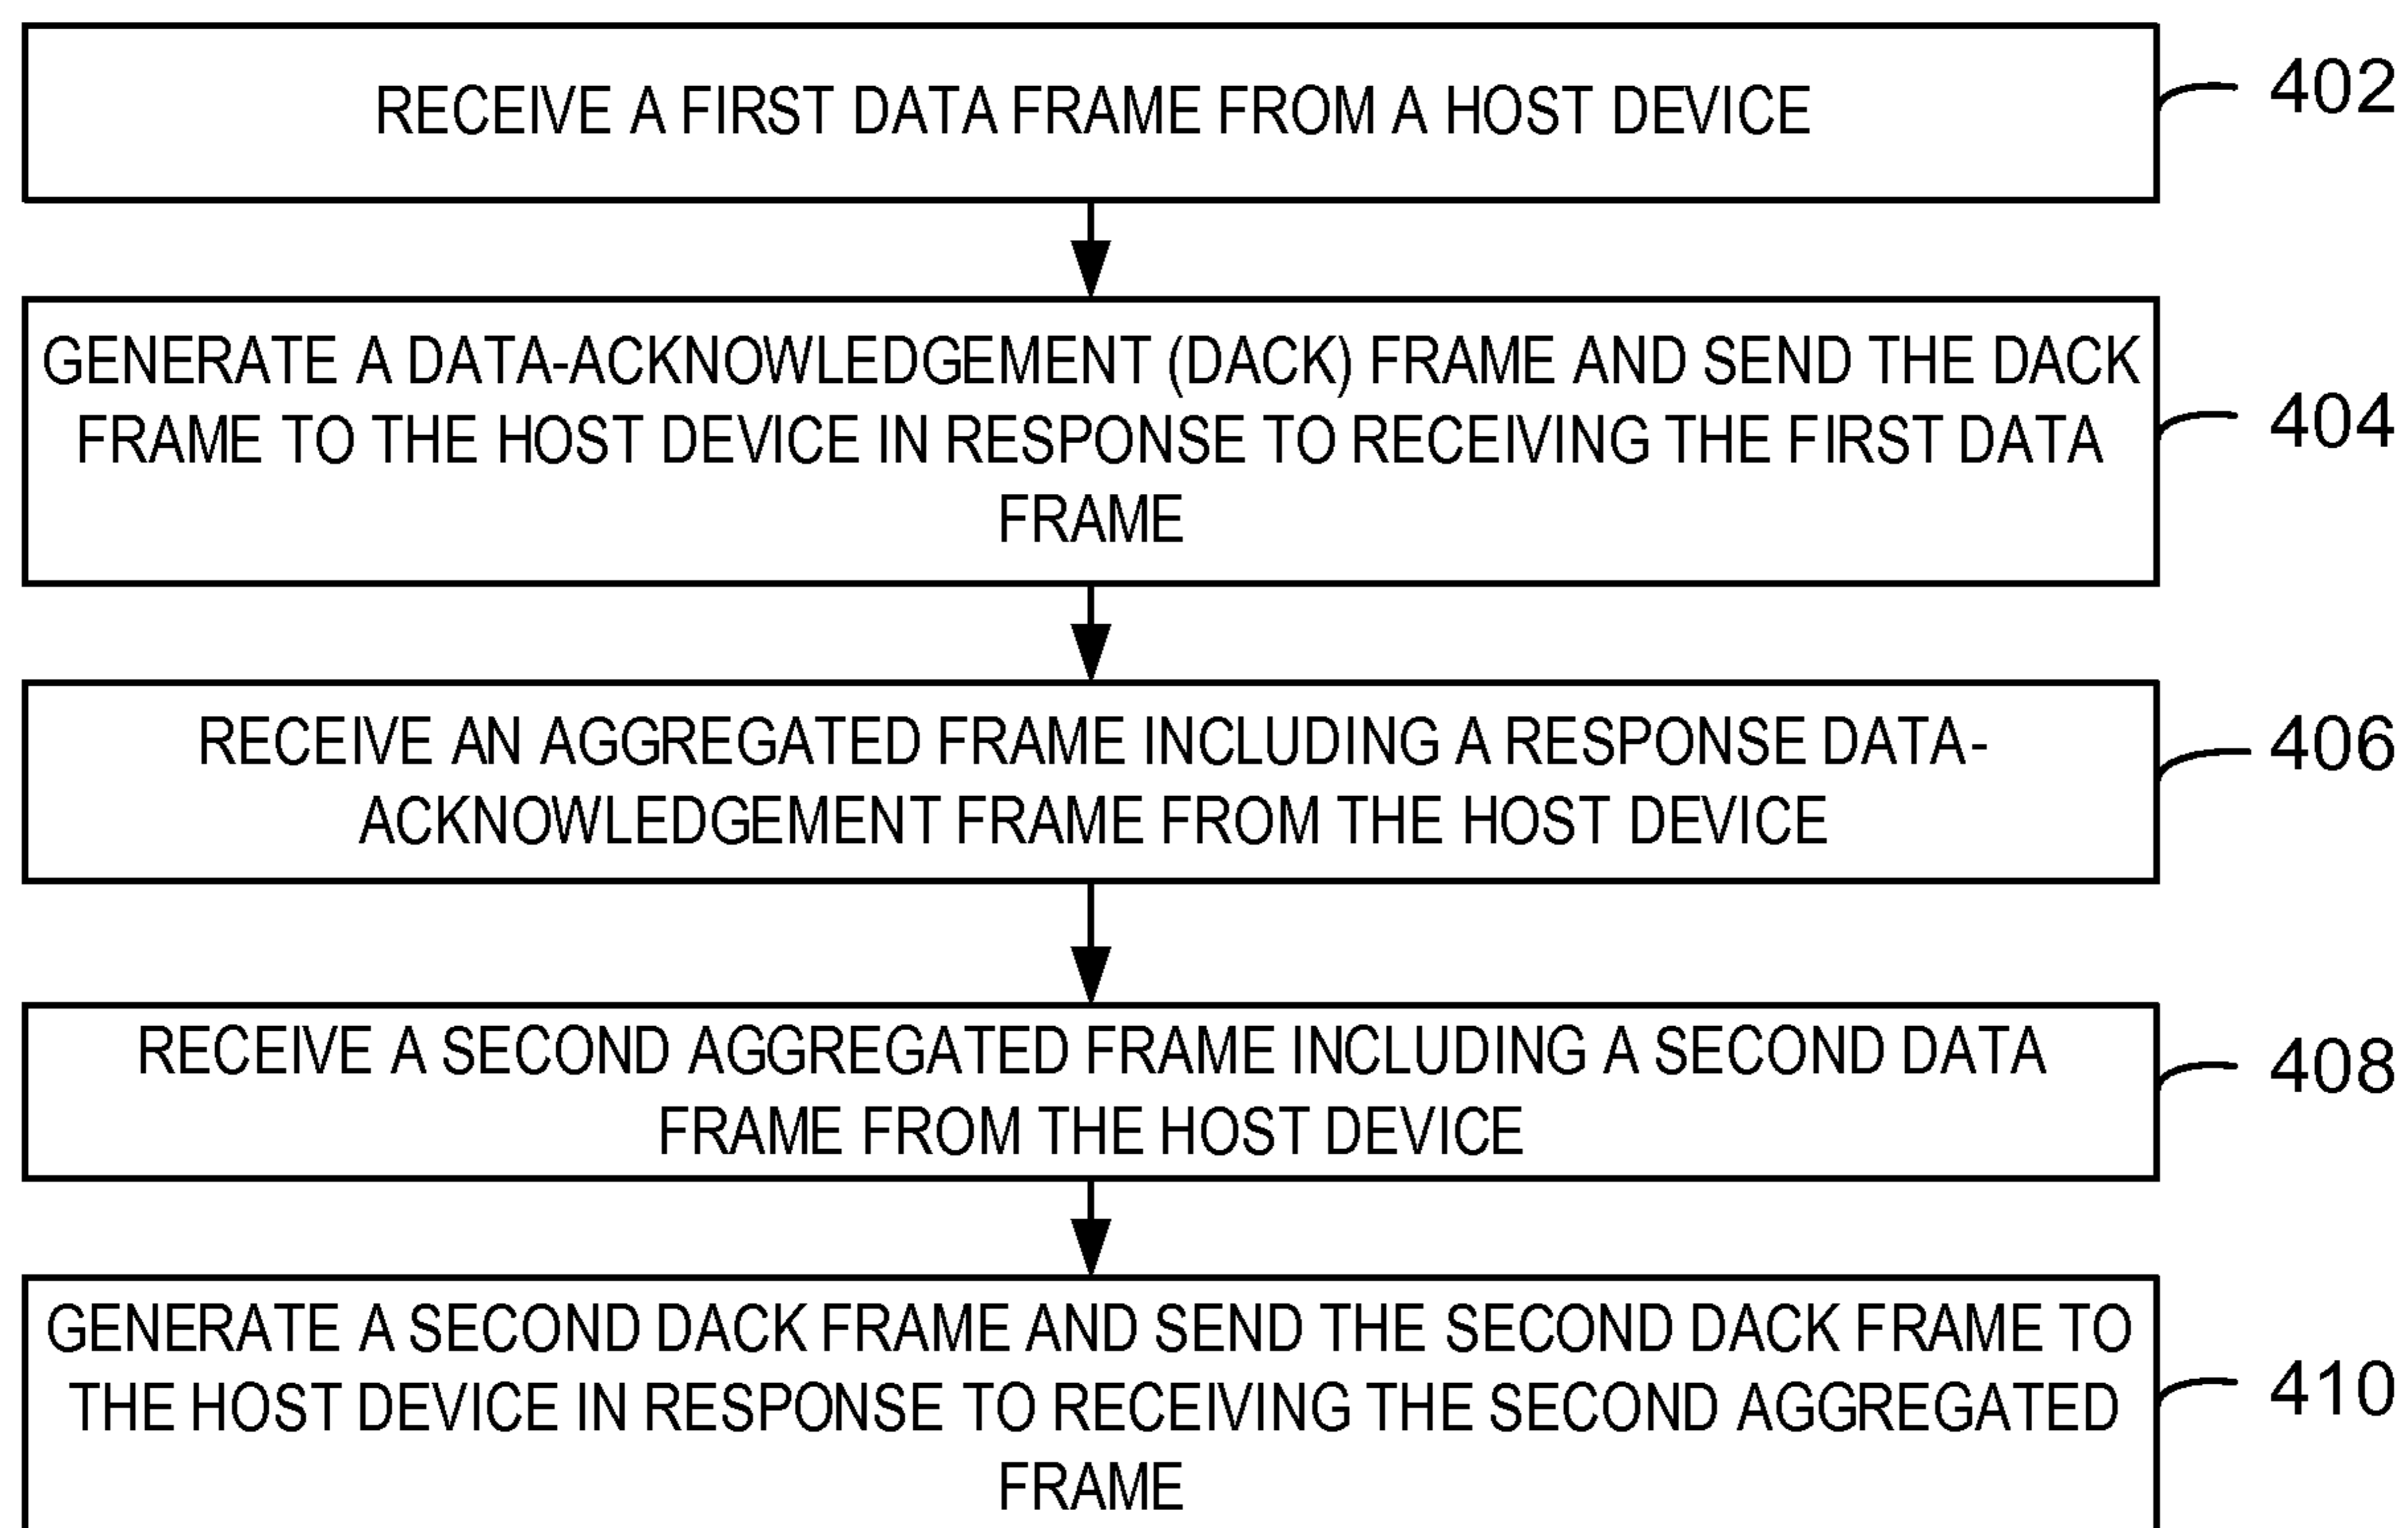 RECEIVE A FIRST DATA FRAME FROM A HOST DEVICE
402
GENERATE A DATA-ACKNOWLEDGEMENT (DACK) FRAME AND SEND THE DACK
FRAME TO THE HOST DEVICE IN RESPONSE TO RECEIVING THE FIRST DATA
FRAME
404
RECEIVE AN AGGREGATED FRAME INCLUDING A RESPONSE DATA-
ACKNOWLEDGEMENT FRAME FROM THE HOST DEVICE
406
RECEIVE A SECOND AGGREGATED FRAME INCLUDING A SECOND DATA
FRAME FROM THE HOST DEVICE
408
GENERATE A SECOND DACK FRAME AND SEND THE SECOND DACK FRAME TO
THE HOST DEVICE IN RESPONSE TO RECEIVING THE SECOND AGGREGATED
FRAME
410